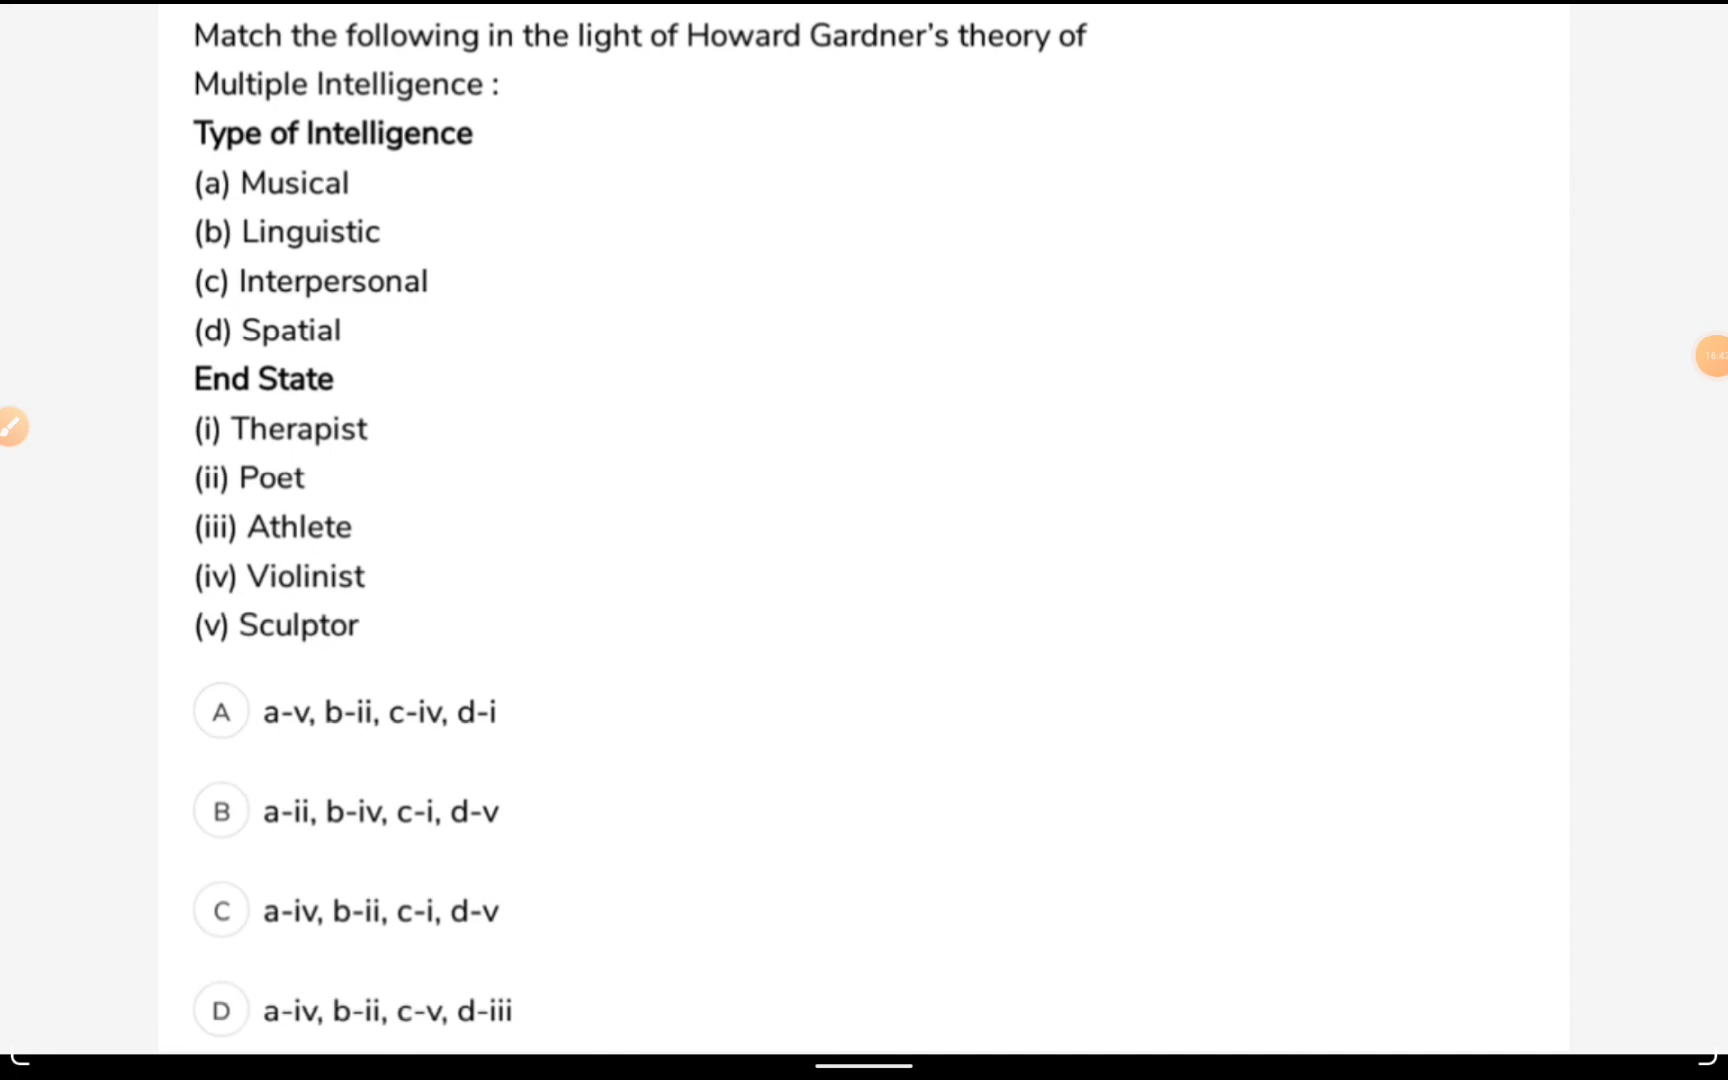 Match the following in the light of Howard Gardner's theory of
Multiple Intelligence :
Type of Intelligence
(a) Musical
(b) Linguistic
(c) Interpersonal
(d) Spatial
End State
(i) Therapist
(ii) Poet
(iii) Athlete
(iv) Violinist
(v) Sculptor
A a-v, b-ii, c-iv, d-i
B a-ii, b-iv, c-i, d-v
C a-iv, b-ii, c-i, d-v
D a-iv, b-ii, c-v, d-iii